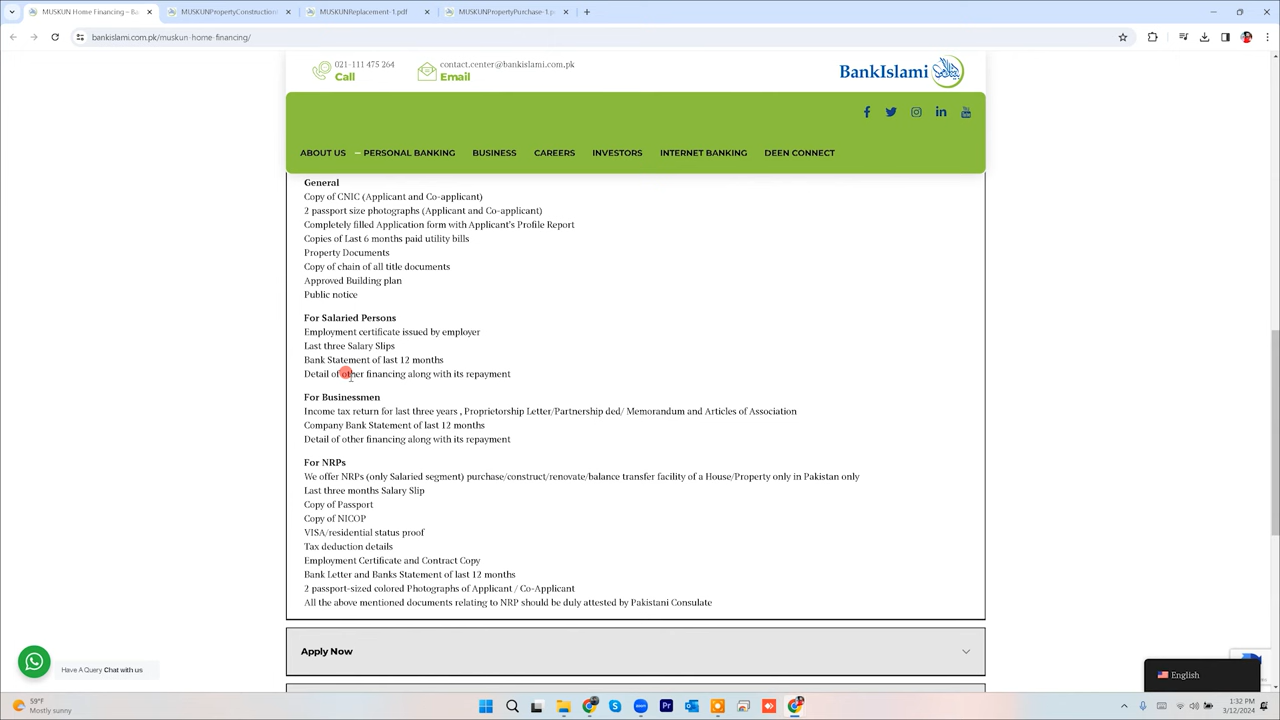 MUSKUN Home Financing – Ba
MUSKUNPropertyConstruction
MUSKUNReplacement-1.pdf
MUSKUNPropertyPurchase-1.p
bankislami.com.pk/muskun-home-financing/
021-111 475 264
Call
contact.center@bankislami.com.pk
Email
BankIslami
ABOUT US
PERSONAL BANKING
BUSINESS
CAREERS
INVESTORS
INTERNET BANKING
DEEN CONNECT
General
Copy of CNIC (Applicant and Co-applicant)
2 passport size photographs (Applicant and Co-applicant)
Completely filled Application form with Applicant's Profile Report
Copies of Last 6 months paid utility bills
Property Documents
Copy of chain of all title documents
Approved Building plan
Public notice
For Salaried Persons
Employment certificate issued by employer
Last three Salary Slips
Bank Statement of last 12 months
Detail of other financing along with its repayment
For Businessmen
Income tax return for last three years , Proprietorship Letter/Partnership ded/ Memorandum and Articles of Association
Company Bank Statement of last 12 months
Detail of other financing along with its repayment
For NRPs
We offer NRPs (only Salaried segment) purchase/construct/renovate/balance transfer facility of a House/Property only in Pakistan only
Last three months Salary Slip
Copy of Passport
Copy of NICOP
VISA/residential status proof
Tax deduction details
Employment Certificate and Contract Copy
Bank Letter and Banks Statement of last 12 months
2 passport-sized colored Photographs of Applicant / Co-Applicant
All the above mentioned documents relating to NRP should be duly attested by Pakistani Consulate
Apply Now
Have A Query Chat with us
English
59°F
Mostly sunny
1:32 PM
3/12/2024